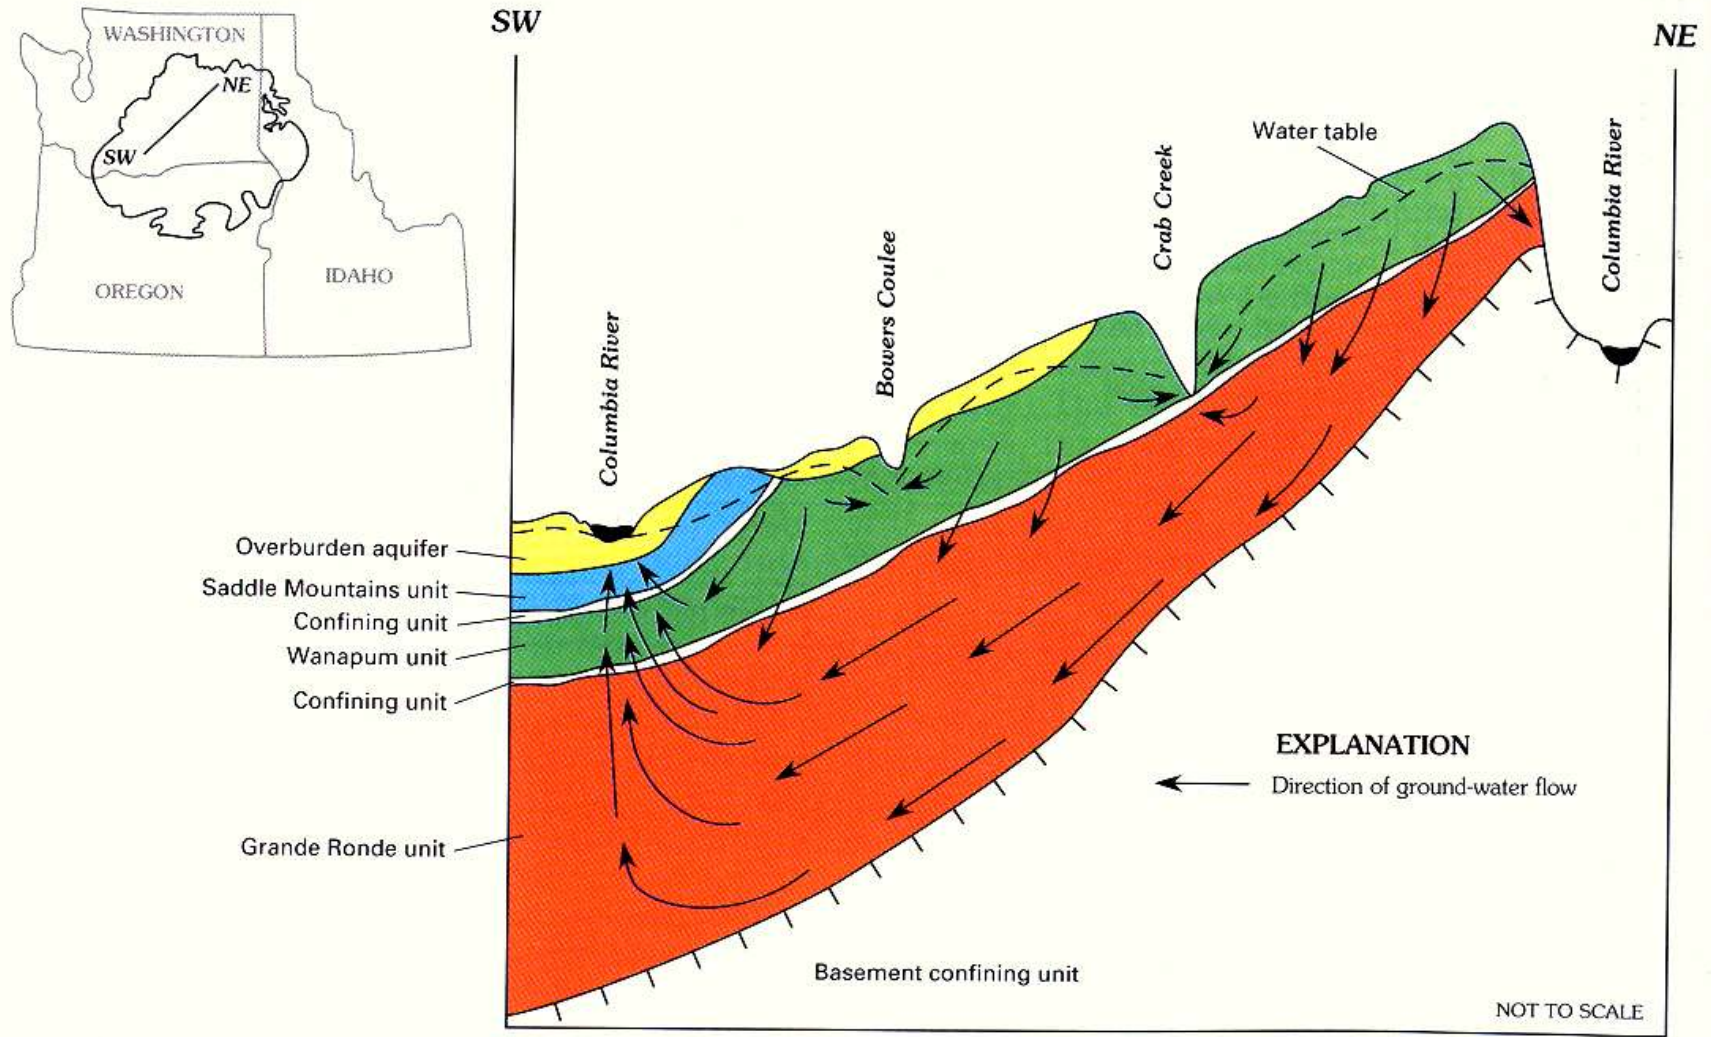 WASHINGTON
NE
SW
OREGON
IDAHO
SW
NE
Water table
Columbia River
Crab Creek
Bowers Coulee
Columbia River
Overburden aquifer
Saddle Mountains unit
Confining unit
Wanapum unit
Confining unit
Grande Ronde unit
EXPLANATION
Direction of ground-water flow
Basement confining unit
NOT TO SCALE